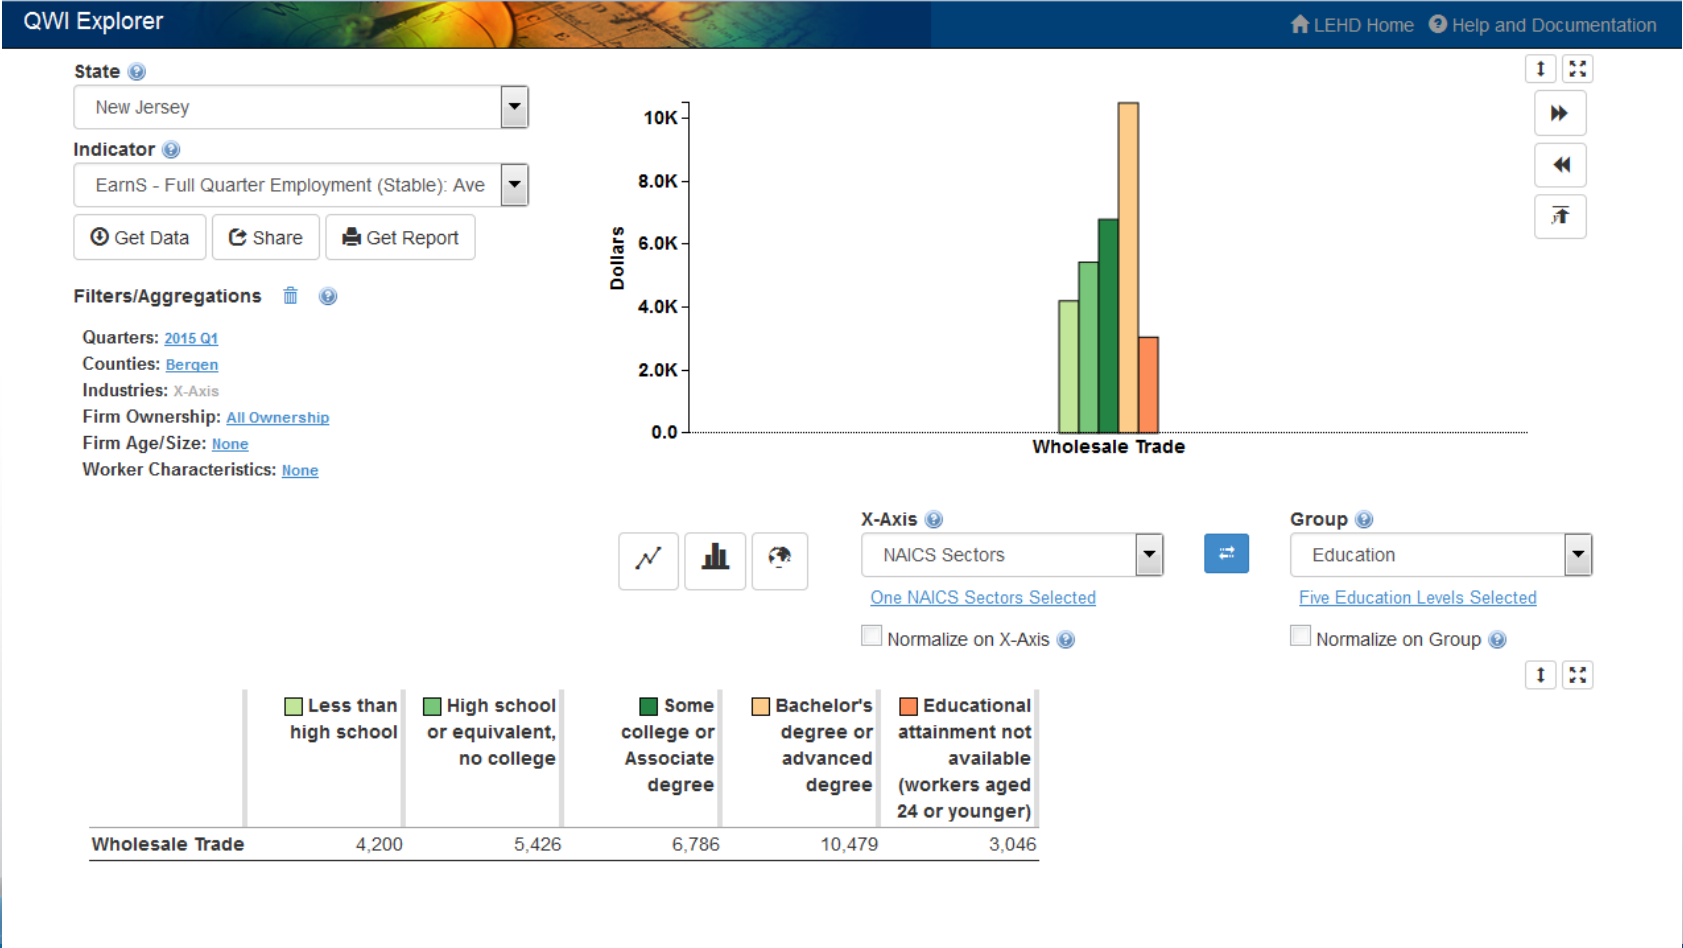 QWI Explorer
LEHD Home
Help and Documentation
State
New Jersey
Indicator
EarnS - Full Quarter Employment (Stable): Ave
Get Data
Share
Get Report
Filters/Aggregations
Quarters: 2015 Q1
Counties: Bergen
Industries: X-Axis
Firm Ownership: All Ownership
Firm Age/Size: None
Worker Characteristics: None
Dollars
10K
8.0K
6.0K
4.0K
2.0K
0.0
Wholesale Trade
X-Axis
NAICS Sectors
One NAICS Sectors Selected
Normalize on X-Axis
Group
Education
Five Education Levels Selected
Normalize on Group
Less than
high school
High school
or equivalent,
no college
Some
college or
Associate
degree
Bachelor's
degree or
advanced
degree
Educational
attainment not
available
(workers aged
24 or younger)
Wholesale Trade 4,200 5,426 6,786 10,479 3,046